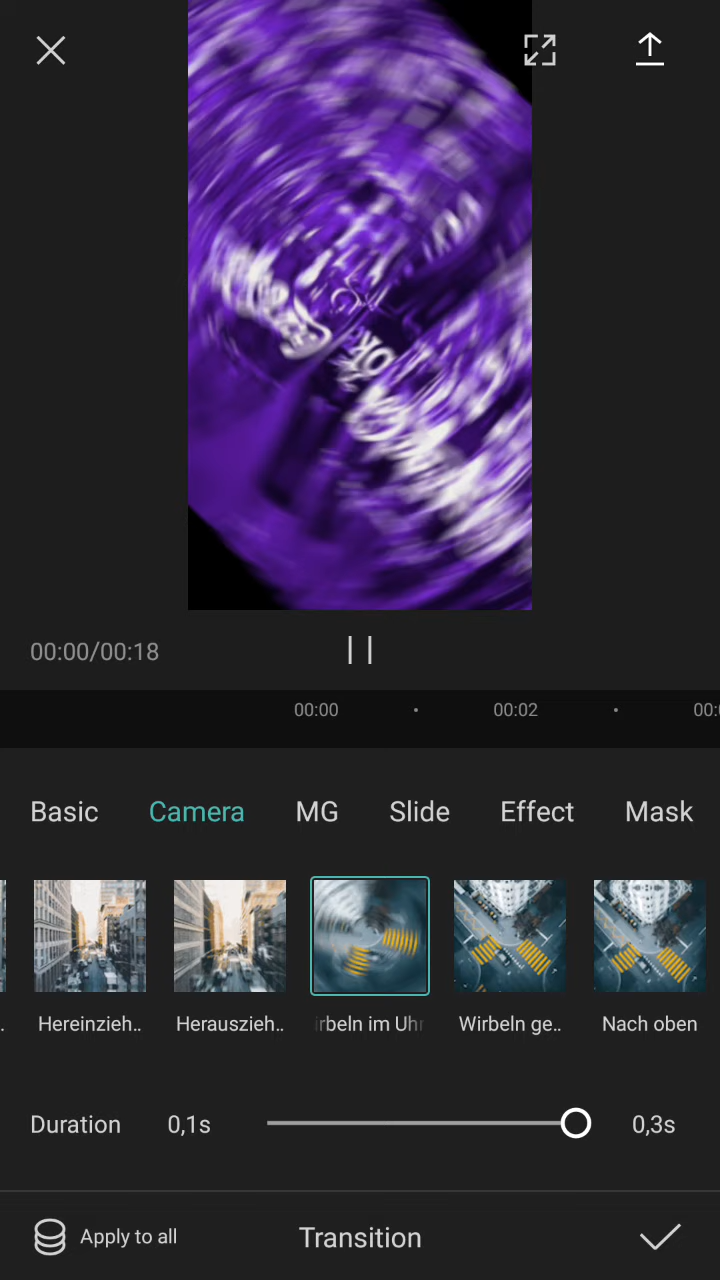 00:00/00:18
00:00
00:02
Basic Camera MG Slide Effect Mask
Hereinzieh.. Herauszieh.. irbeln im Uhr Wirbeln ge.. Nach oben
Duration 0,1s 0,3s
Apply to all Transition